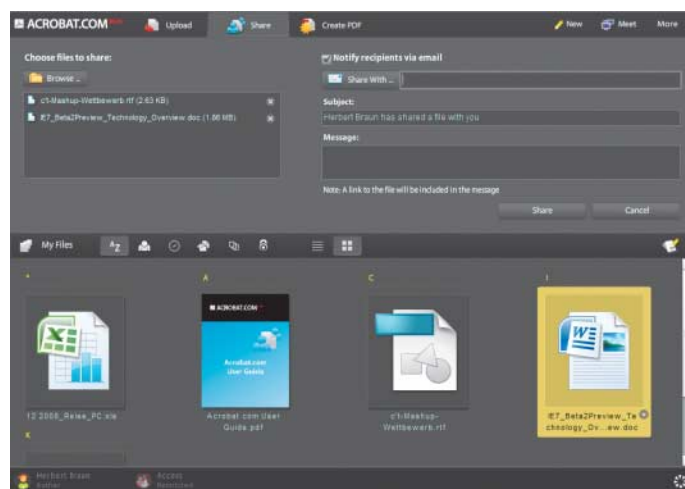 ACROBAT.COM
Upload
Share
Create PDF
New
Meet
More
Choose files to share:
Browse ...
c't-Mashup-Wettbewerb.rtf (2.63 KB)
IE7_Beta2Preview_Technology_Overview.doc (1.86 MB)
Notify recipients via email
Share With ...
Subject:
Herbert Braun has shared a file with you
Message:
Note: A link to the file will be included in the message
Share
Cancel
My Files
AZ
*
A
C
I
ACROBAT.COM
Acrobat.com
User Guide
W
12 2008_Reise_PC.xls
Acrobat.com User
Guide.pdf
c't-Mashup-
Wettbewerb.rtf
IE7_Beta2Preview_Te
chnology_Ov...ew.doc
X
Herbert Braun
Author
Access
Restricted